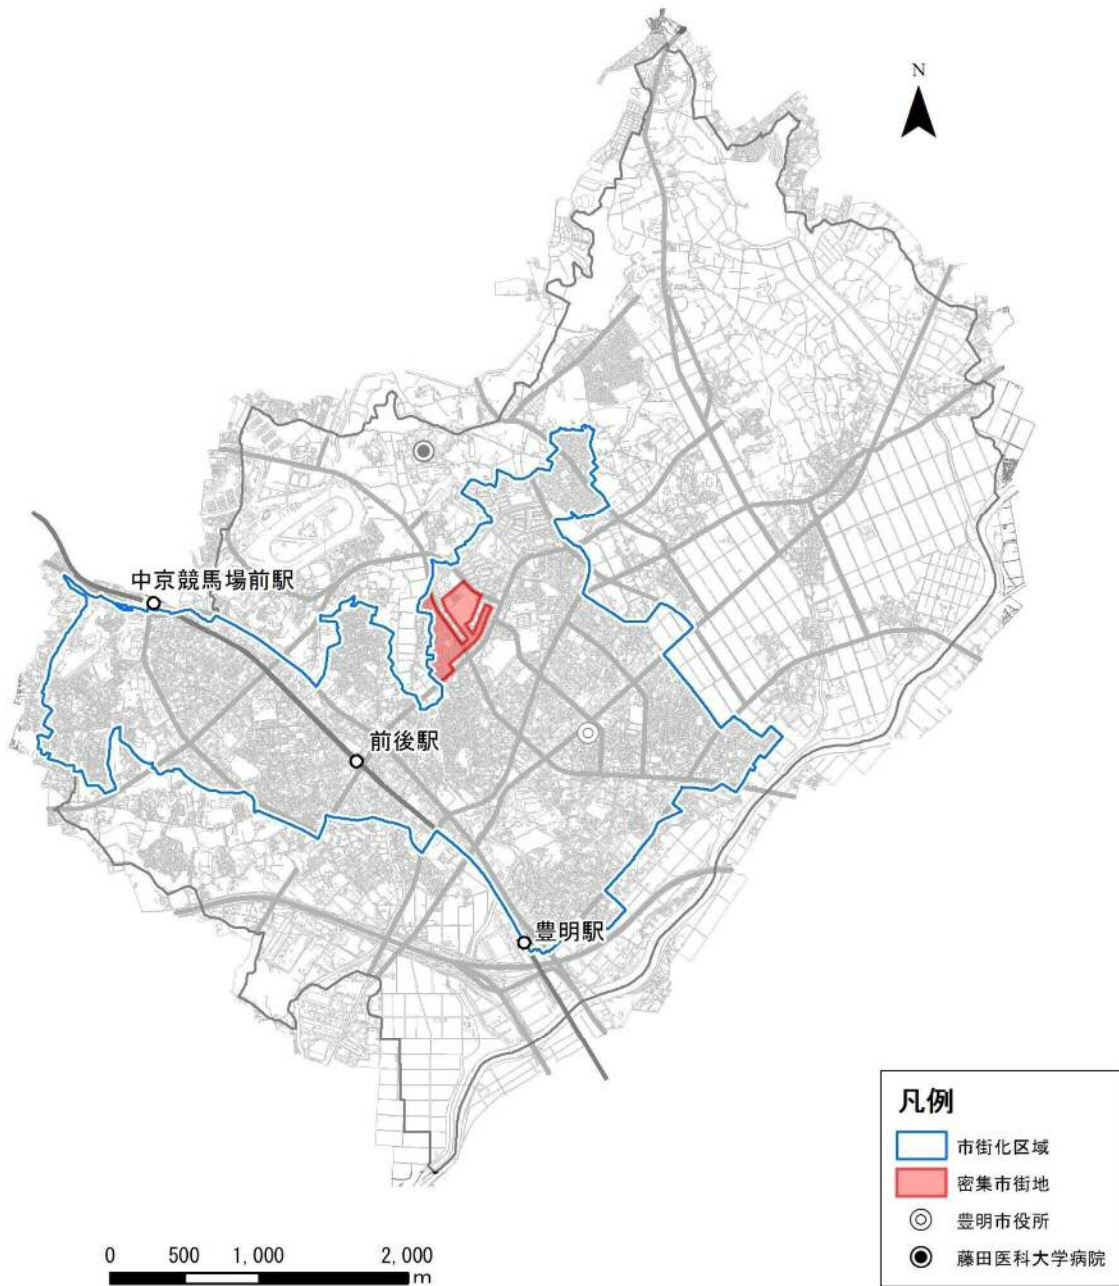 N
中京競馬場前駅
前後駅
豊明駅
凡例
市街化区域
密集市街地
豊明市役所
藤田医科大学病院
0 500 1,000 2,000
m